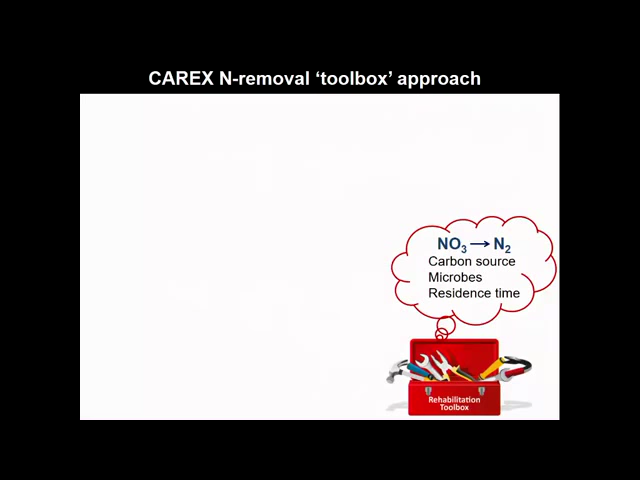 CAREX N-removal ‘toolbox’ approach
NO₃→N₂
Carbon source
Microbes
Residence time
Rehabilitation
Toolbox